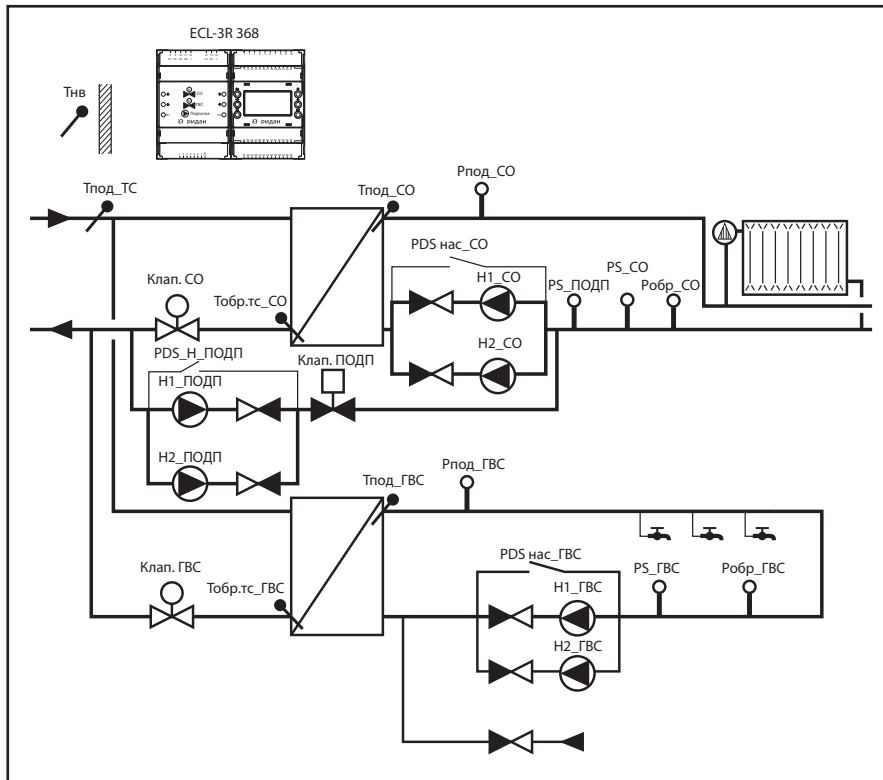 ECL-3R 368
Тнв
СО
ГВС
Подпитка
ридан
ридан
Тпод_ТС
Тпод_СО
Рпод_СО
PDS нас_СО
Клап. СО
Н1_СО
PS_ПОДП
PS_СО
Робр_СО
Тобр.тс_СО
Н2_СО
PDS_Н_ПОДП
Клап. ПОДП
Н1_ПОДП
Н2_ПОДП
Тпод_ГВС
Рпод_ГВС
PDS нас_ГВС
Клап. ГВС
Тобр.тс_ГВС
Н1_ГВС
PS_ГВС
Робр_ГВС
Н2_ГВС